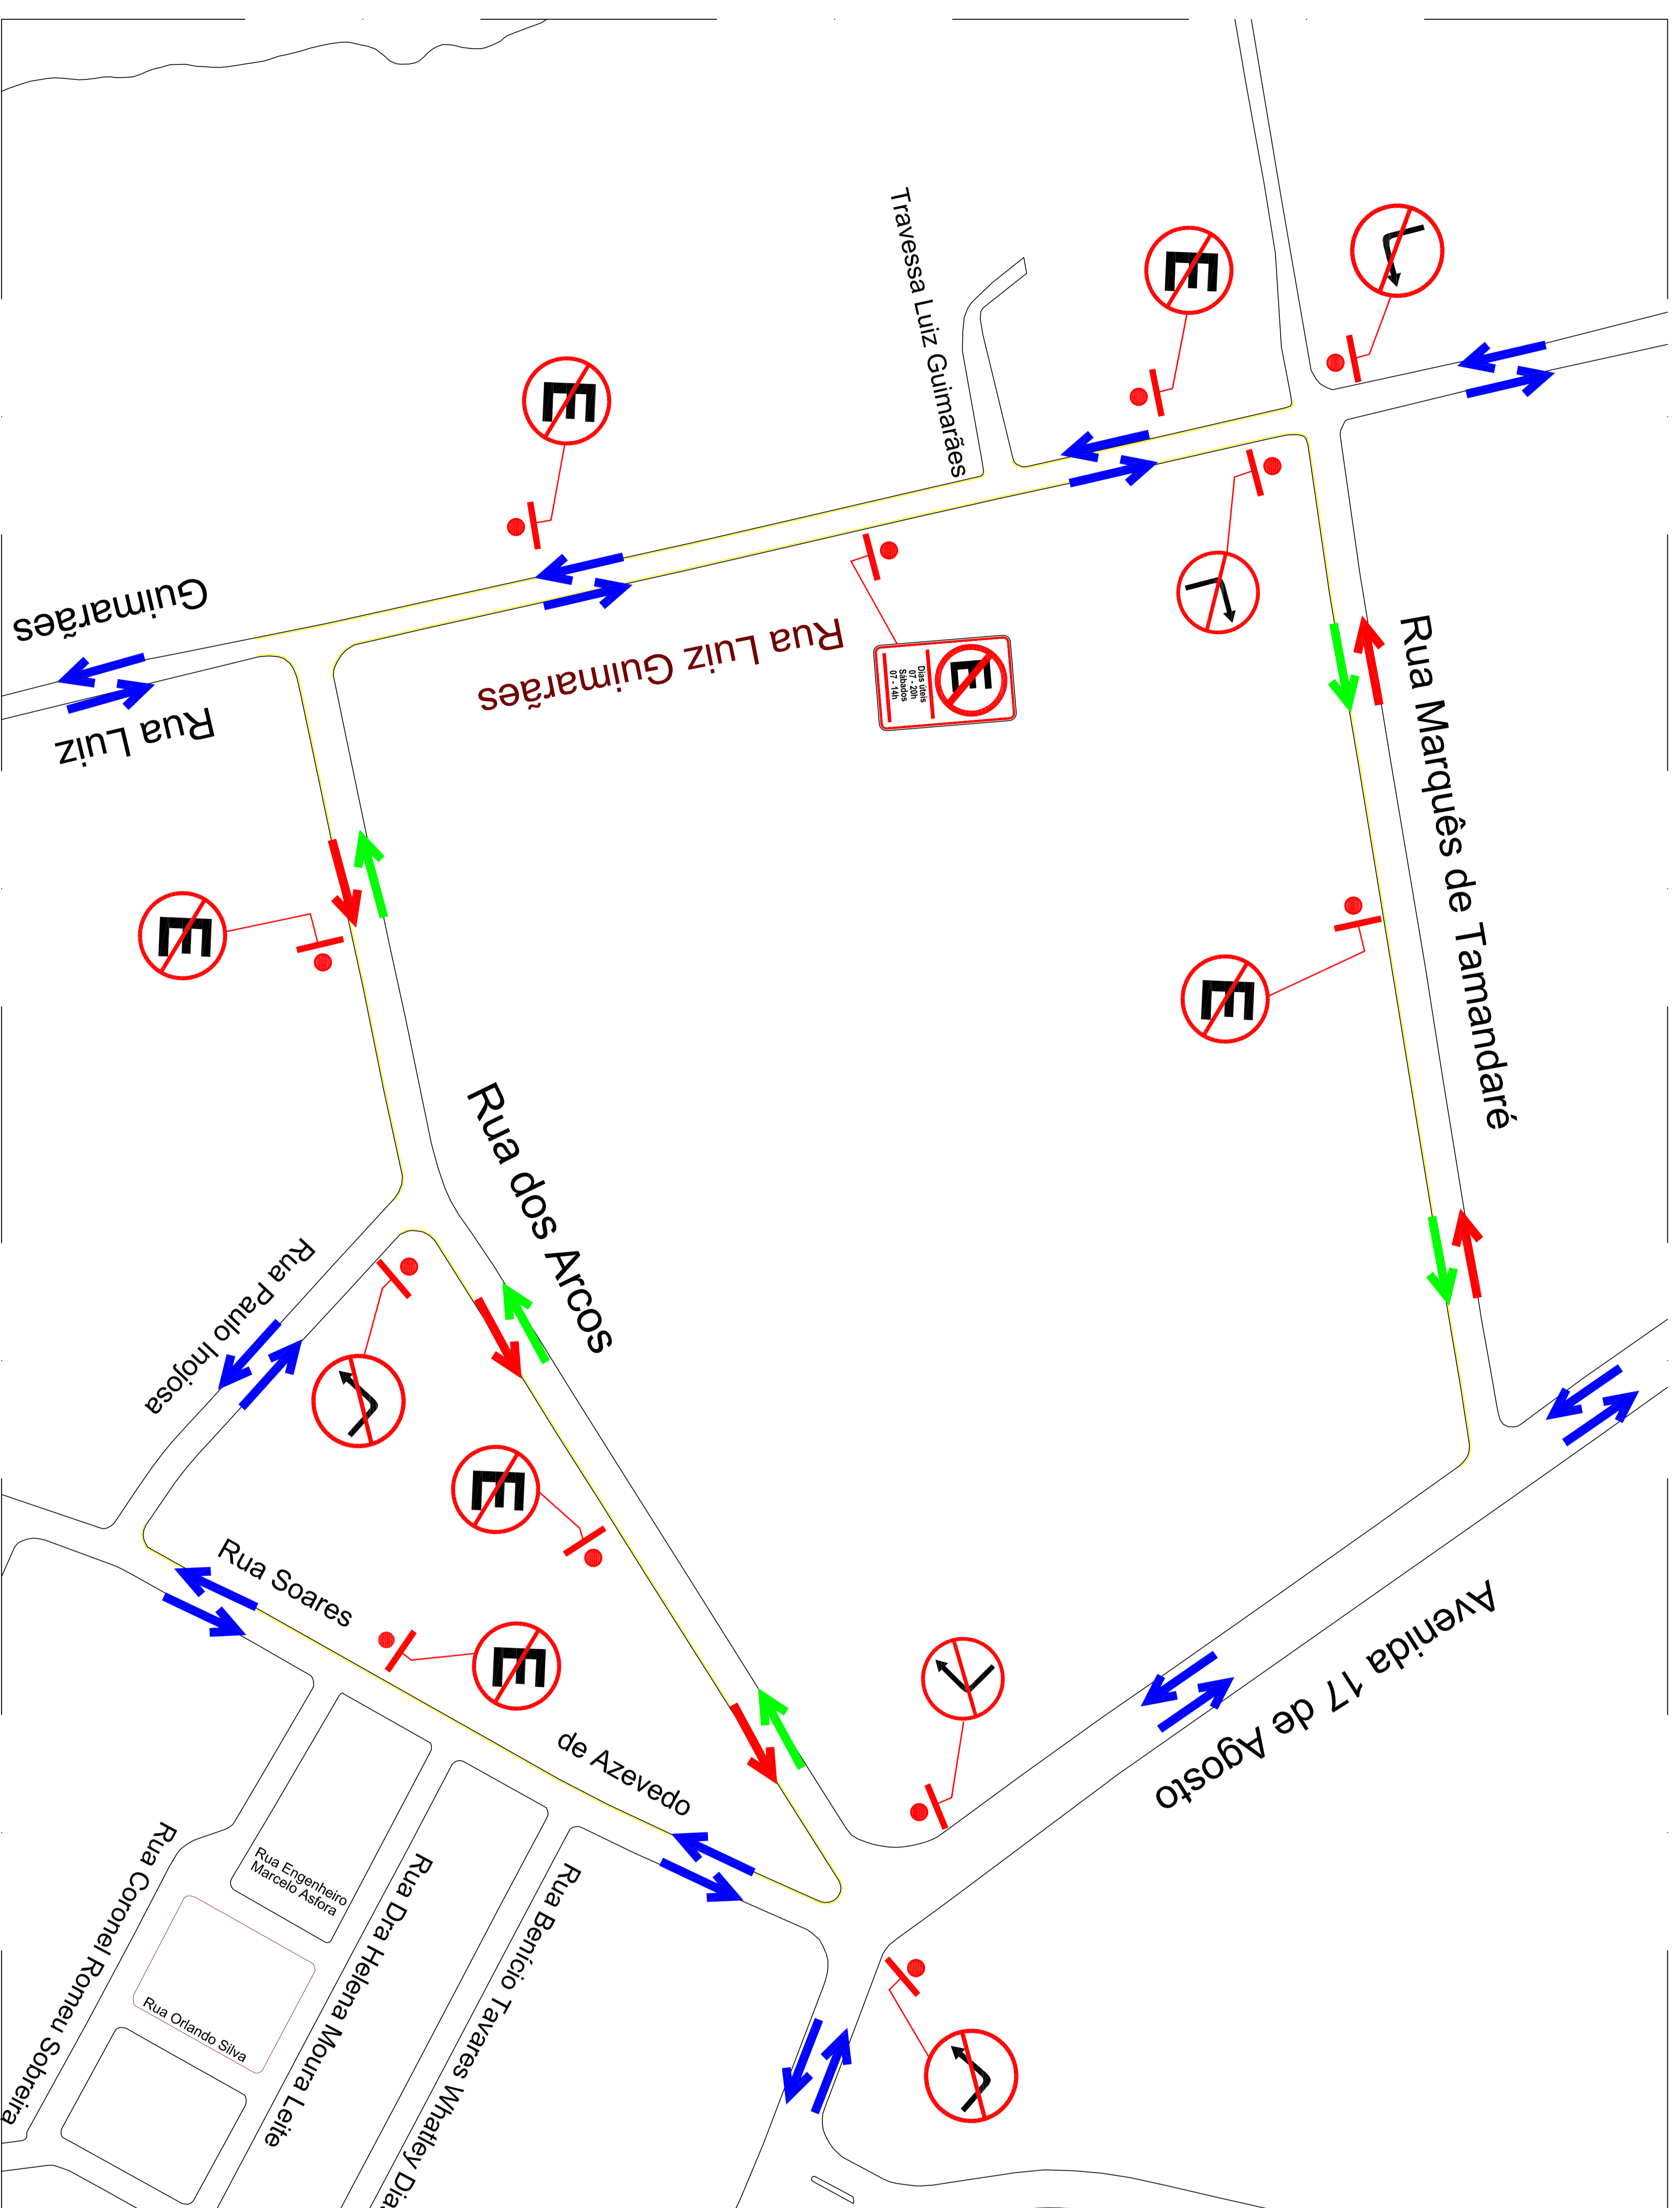 Travessa Luiz Guimarães
E
E
Guimarães
Rua Luiz
Rua Luiz Guimarães
E
Dias úteis
07 - 20h
Sábados
07 - 14h
Rua Marquês de Tamandaré
E
E
Rua dos Arcos
Rua Paulo Inojosa
E
Rua Soares
de Azevedo
E
Avenida 17 de Agosto
Rua Engenheiro
Marcelo Asfora
Rua Coronel Romeu Sobreira
Rua Orlando Silva
Rua Dra Helena Moura Leite
Rua Benício Tavares Whatley Dias